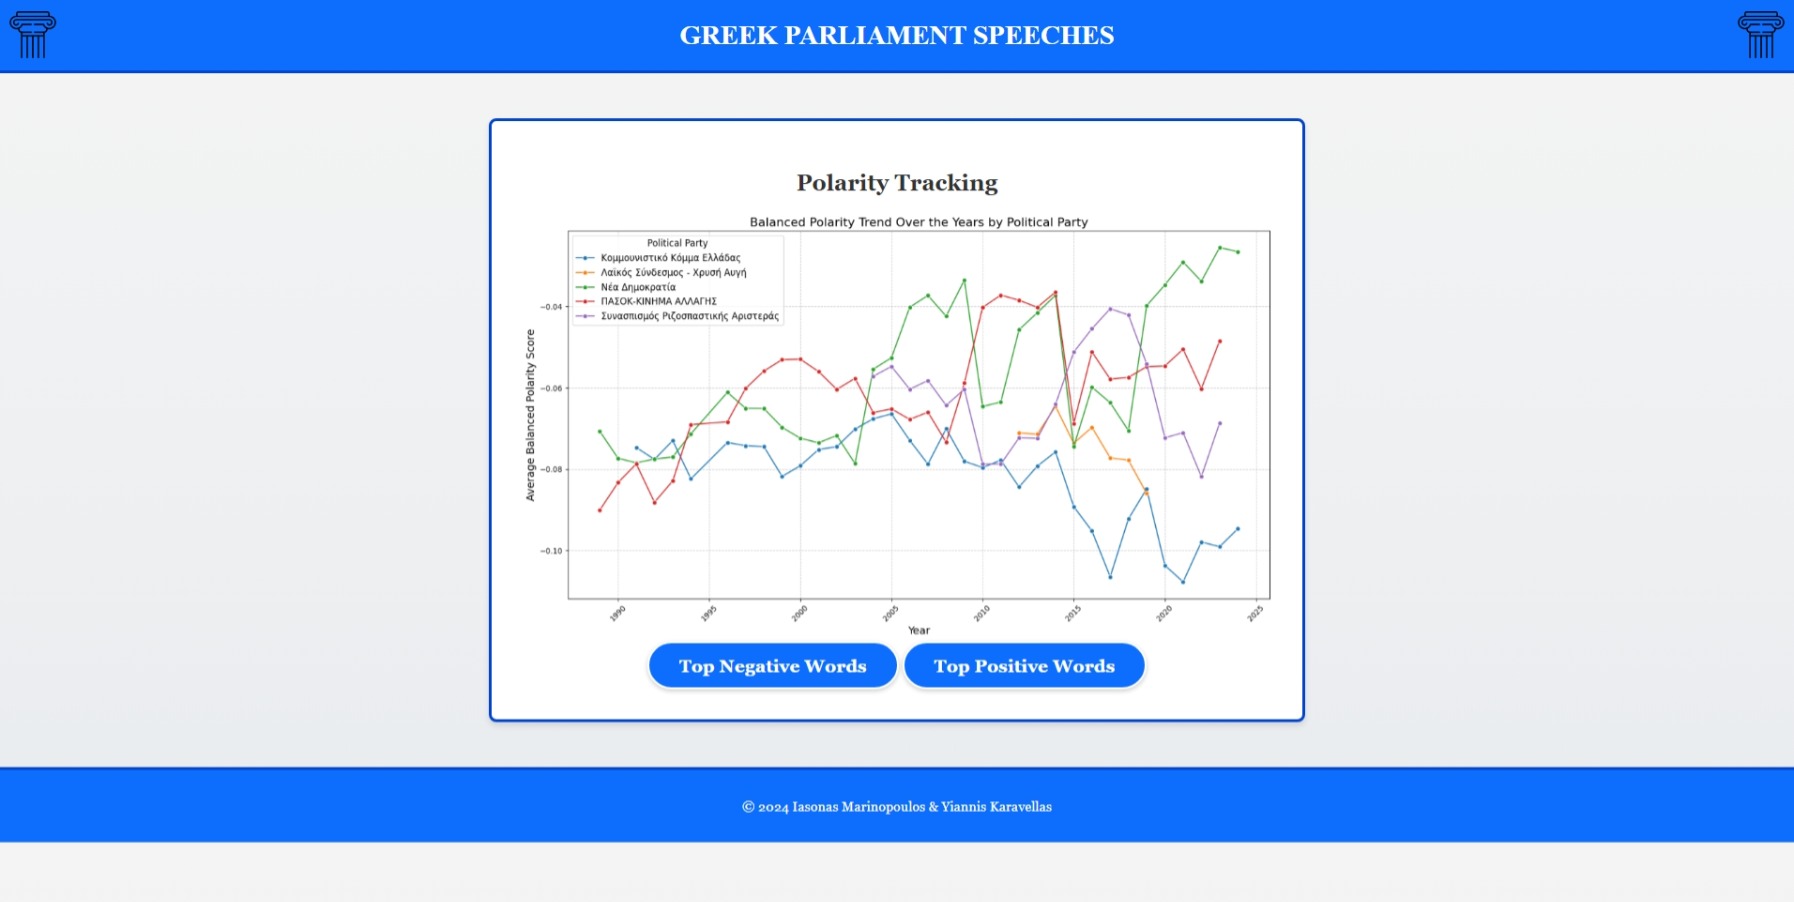 GREEK PARLIAMENT SPEECHES
Polarity Tracking
Balanced Polarity Trend Over the Years by Political Party
Political Party
Κομμουνιστικό Κόμμα Ελλάδας
Λαϊκός Σύνδεσμος - Χρυσή Αυγή
Νέα Δημοκρατία
ΠΑΣΟΚ-ΚΙΝΗΜΑ ΑΛΛΑΓΗΣ
Συνασπισμός Ριζοσπαστικής Αριστεράς
Average Balanced Polarity Score
−0.04
−0.06
−0.08
−0.10
1990 1995 2000 2005 2010 2015 2020 2025
Year
Top Negative Words Top Positive Words
© 2024 Iasonas Marinopoulos & Yiannis Karavellas